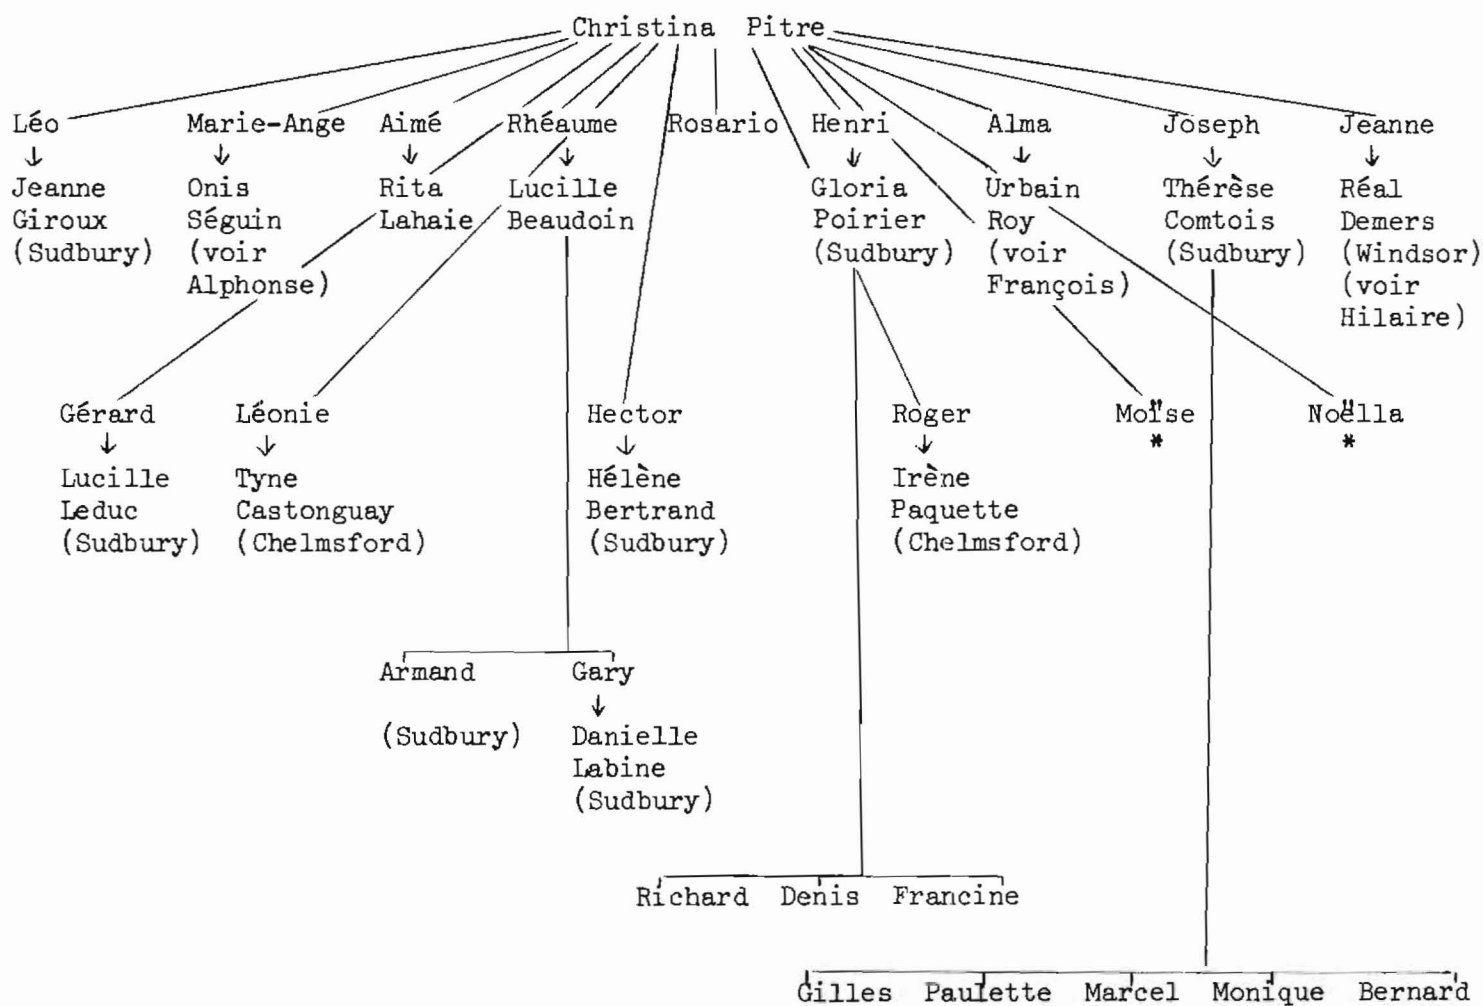 Christina Pitre
Léo Marie-Ange Aimé Rhéaume Rosario Henri Alma Joseph Jeanne
Jeanne Onis Rita Lucille Gloria Urbain Thérèse Réal
Giroux Séguin Lahaie Beaudoin Poirier Roy Comtois Demers
(Sudbury) (voir (Sudbury) (voir (Sudbury) (Windsor)
Alphonse) François) (voir
Hilaire)
Gérard Léonie Hector Roger Moïse Noëlla
* *
Lucille Tyne Hélène Irène
Leduc Castonguay Bertrand Paquette
(Sudbury) (Chelmsford) (Sudbury) (Chelmsford)
Armand Gary
(Sudbury) Danielle
Labine
(Sudbury)
Richard Denis Francine
Gilles Paulette Marcel Monique Bernard